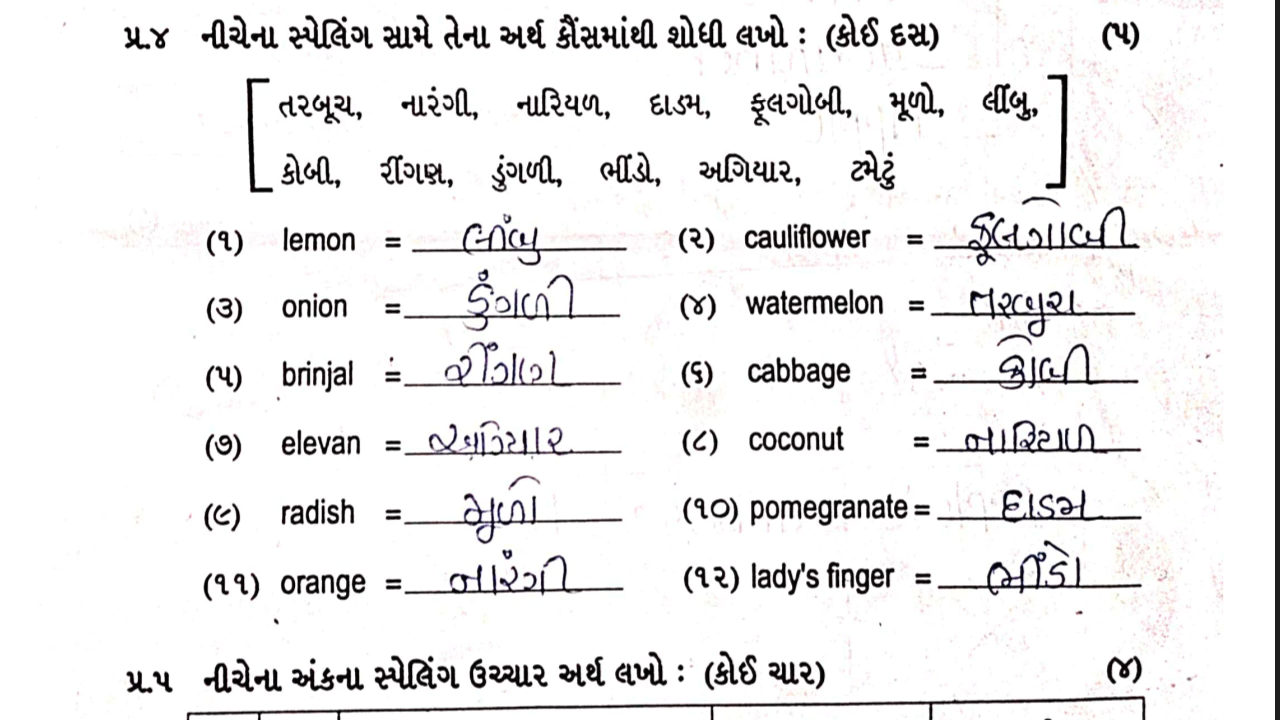 પ્ર.૪ નીચેના સ્પેલિંગ સામે તેના અર્થ કૌંસમાંથી શોધી લખો : (કોઈ દસ) (૫)
[ તરબૂચ, નારંગી, નારિયળ, દાડમ, ફૂલગોબી, મૂળો, લીંબુ,
કોબી, રીંગણ, ડુંગળી, ભીંડો, અગિયાર, ટમેટું ]
(૧) lemon = લીંબુ (૨) cauliflower = ફૂલગોબી
(૩) onion = ડુંગળી (૪) watermelon = તરબુચ
(૫) brinjal = રીંગણ (૬) cabbage = કોબી
(૭) elevan = અગિયાર (૮) coconut = નારિયળ
(૯) radish = મુળો (૧૦) pomegranate = દાડમ
(૧૧) orange = નારંગી (૧૨) lady's finger = ભીંડો
પ્ર.૫ નીચેના અંકના સ્પેલિંગ ઉચ્ચાર અર્થ લખો : (કોઈ ચાર) (૪)